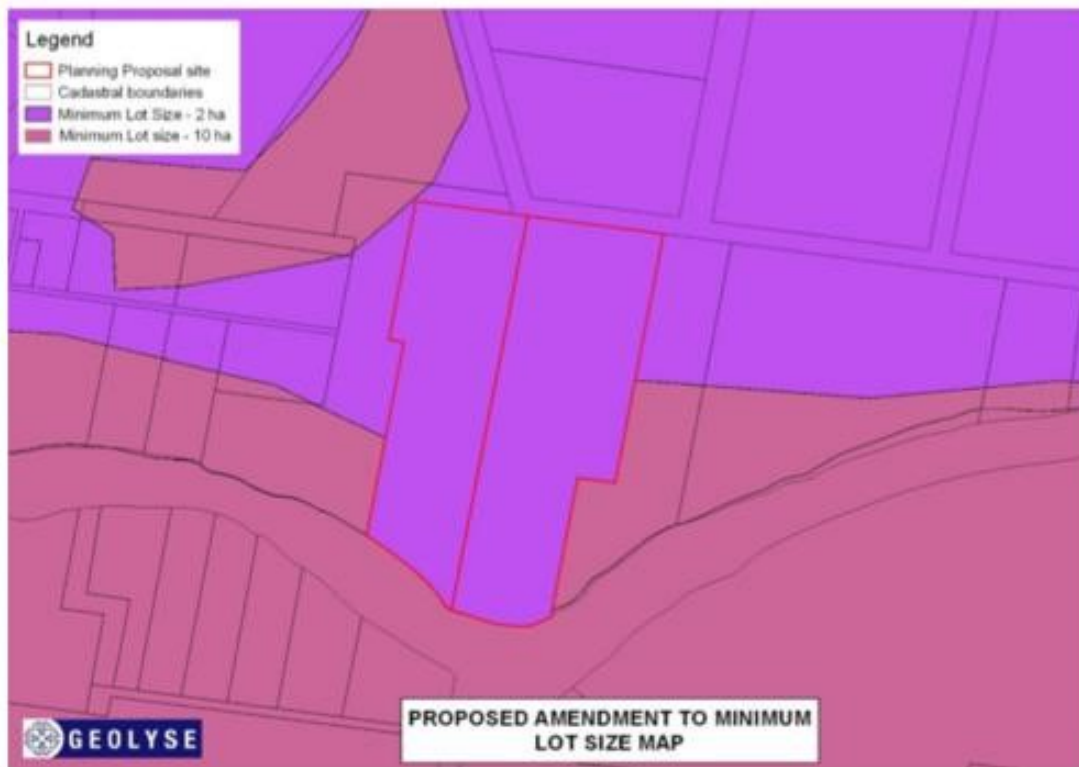 Legend
Planning Proposal site
Cadastral boundaries
Minimum Lot Size - 2 ha
Minimum Lot size - 10 ha
GEOLYSE
PROPOSED AMENDMENT TO MINIMUM
LOT SIZE MAP